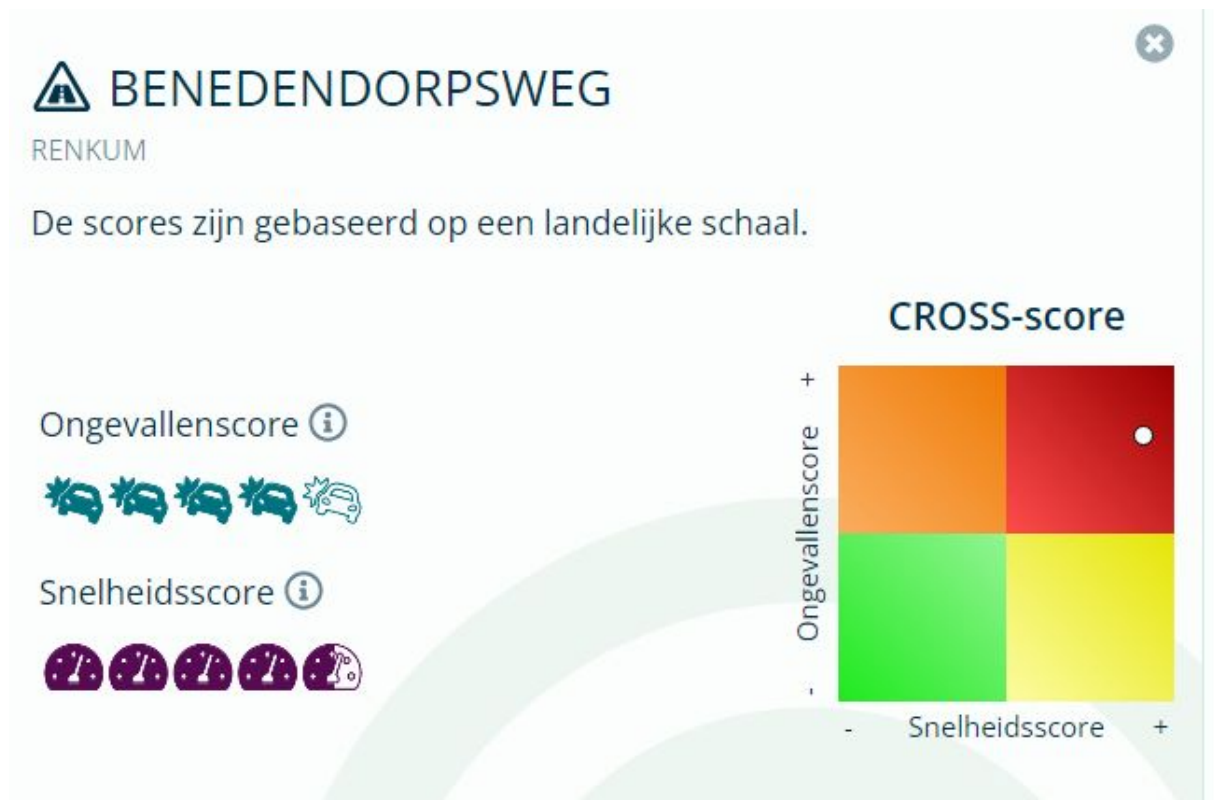 BENEDENDORPSWEG
RENKUM
De scores zijn gebaseerd op een landelijke schaal.
CROSS-score
Ongevallenscore
Snelheidsscore
+
Ongevallenscore
-
- Snelheidsscore +